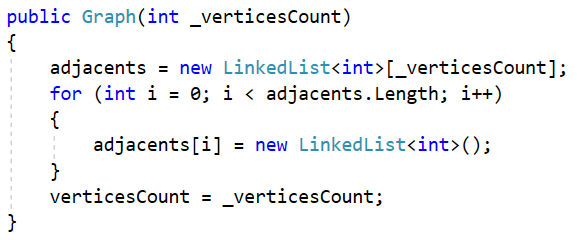 public Graph(int _verticesCount)
{
    adjacents = new LinkedList<int>[_verticesCount];
    for (int i = 0; i < adjacents.Length; i++)
    {
        adjacents[i] = new LinkedList<int>();
    }
    verticesCount = _verticesCount;
}